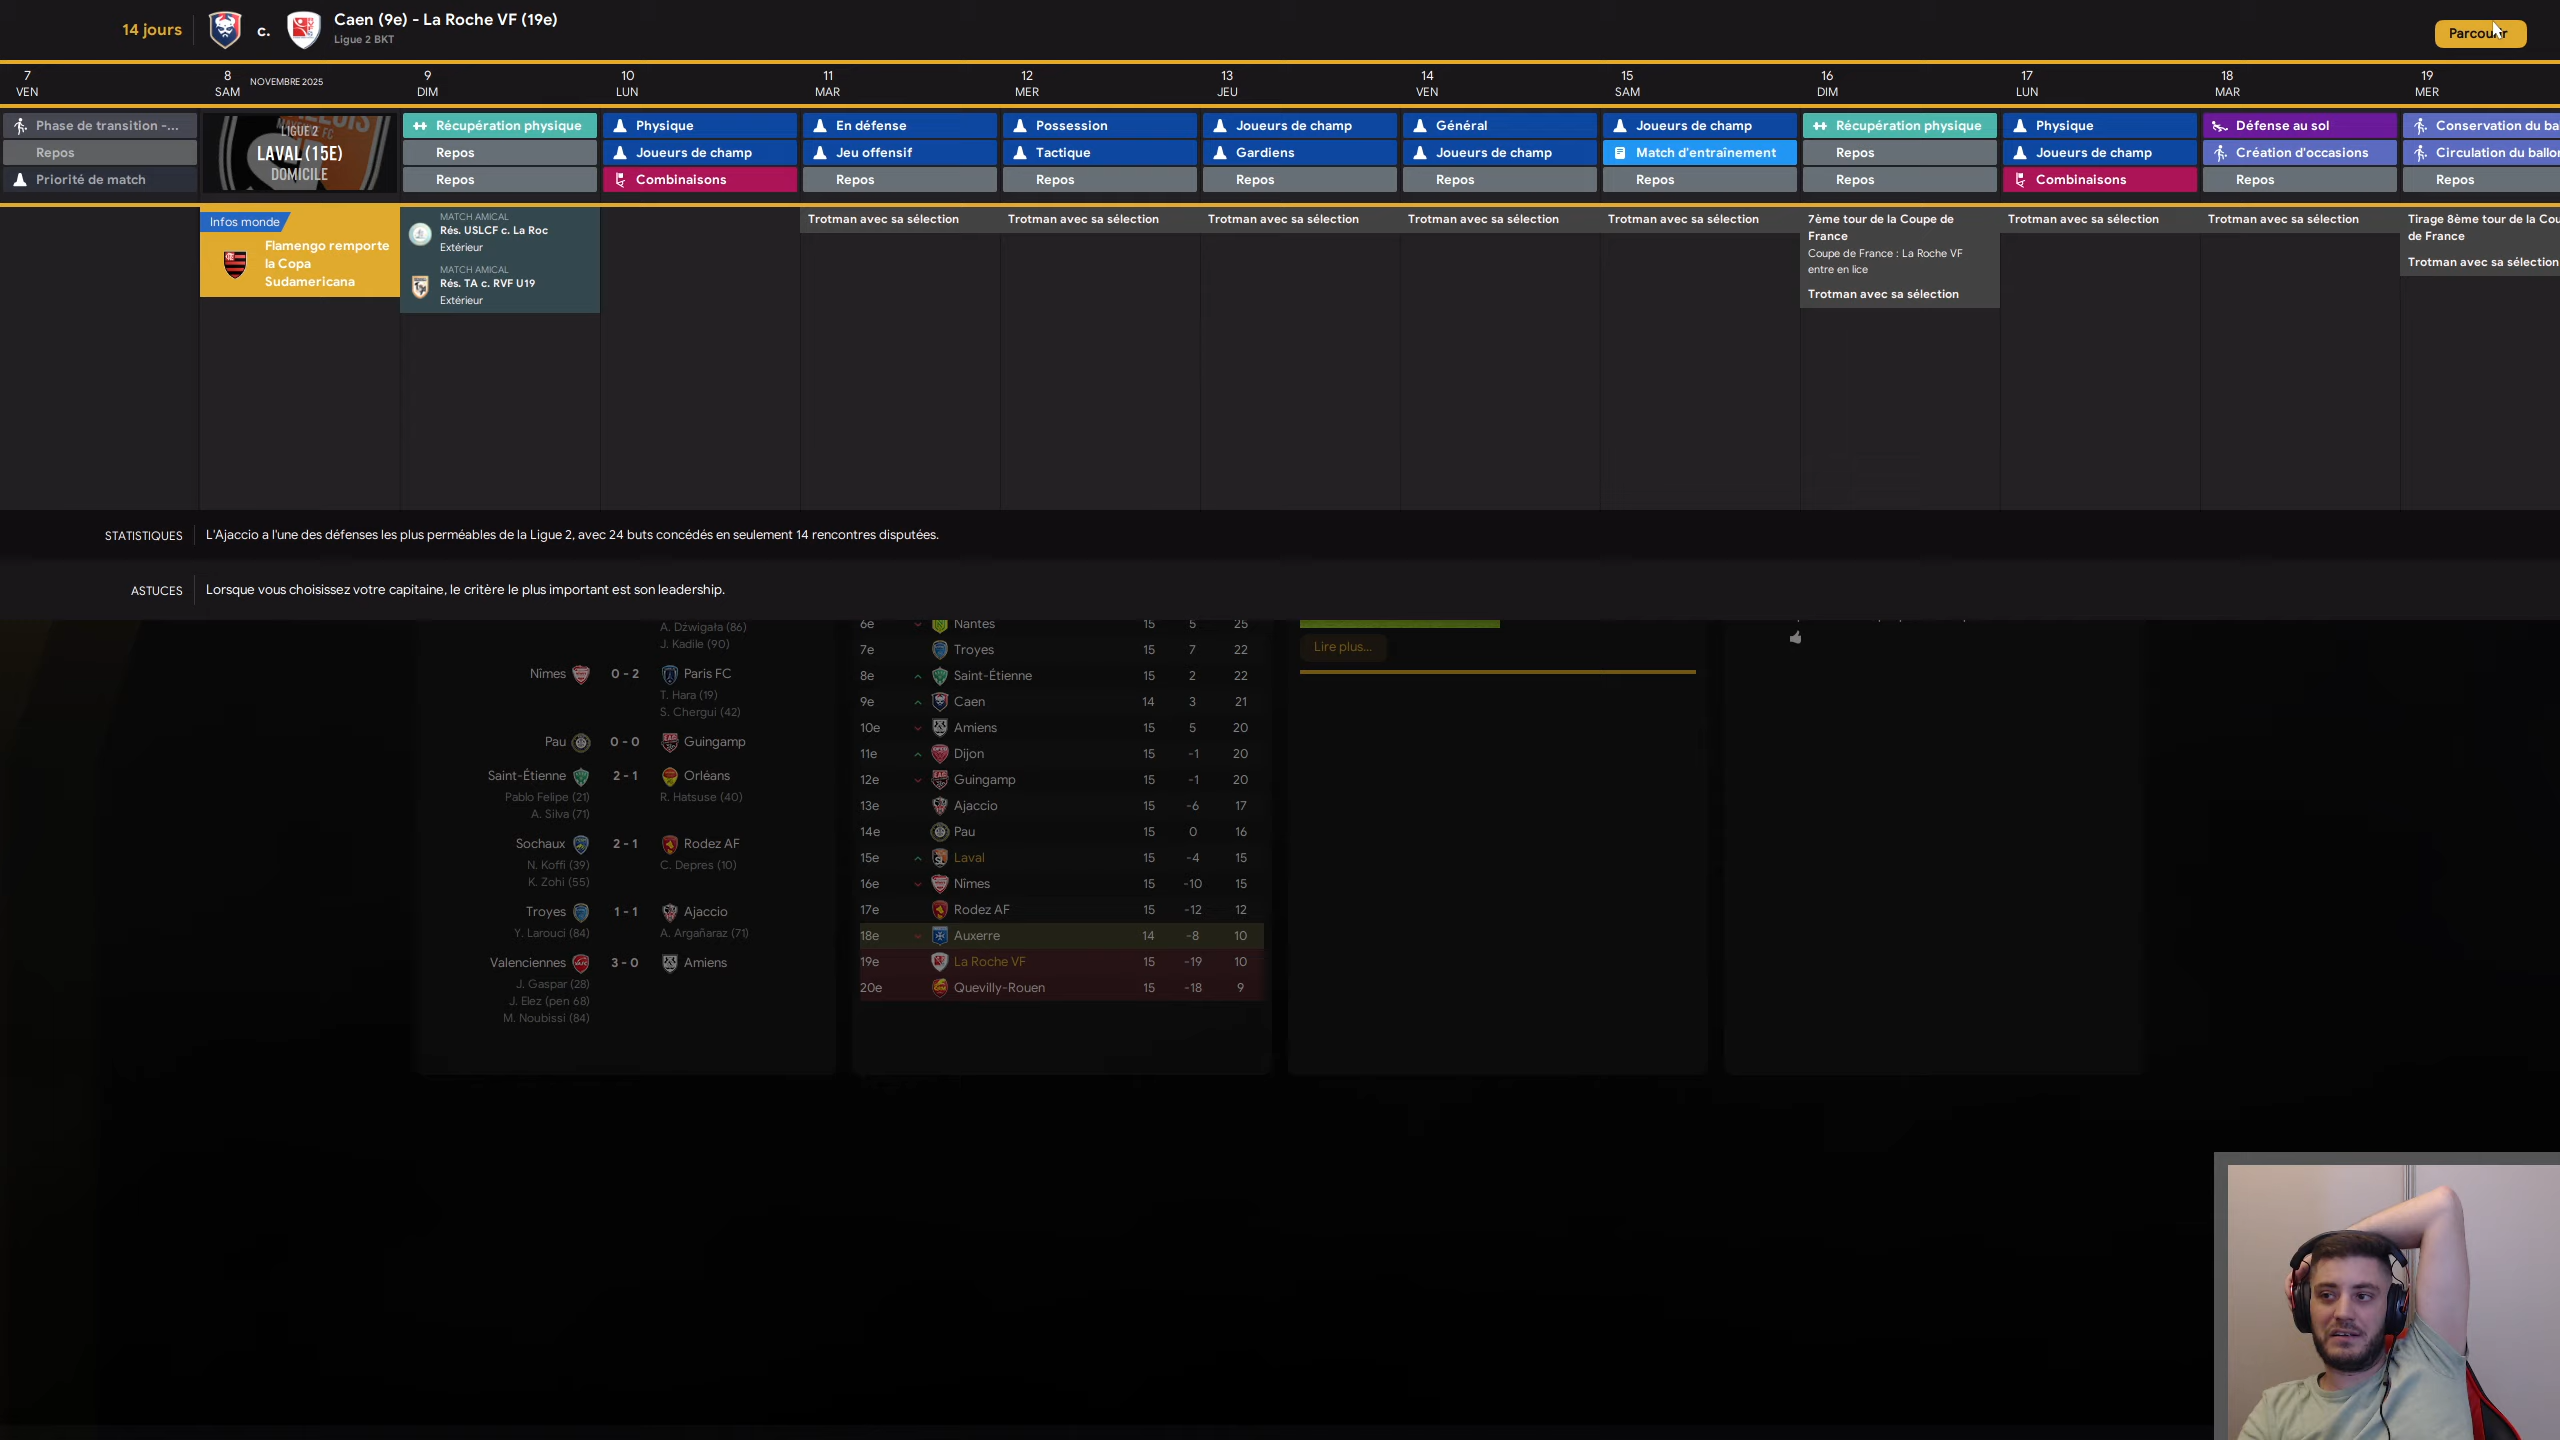 14 jours
c.
Caen (9e) - La Roche VF (19e)
Ligue 2 BKT
7
VEN
8
SAM
NOVEMBRE 2025
9
DIM
10
LUN
11
MAR
12
MER
13
JEU
14
VEN
15
SAM
16
DIM
17
LUN
18
MAR
19
MER
Phase de transition -...
Repos
Priorité de match
LIGUE 2
LAVAL (15E)
DOMICILE
Récupération physique
Repos
Repos
Physique
Joueurs de champ
Combinaisons
En défense
Jeu offensif
Repos
Possession
Tactique
Repos
Joueurs de champ
Gardiens
Repos
Général
Joueurs de champ
Repos
Joueurs de champ
Match d'entraînement
Repos
Récupération physique
Repos
Repos
Physique
Joueurs de champ
Combinaisons
Défense au sol
Création d'occasions
Repos
Conservation du ba
Circulation du ballo
Repos
Infos monde
Flamengo remporte
la Copa
Sudamericana
MATCH AMICAL
Rés. USLCF c. La Roc
Extérieur
MATCH AMICAL
Rés. TA c. RVF U19
Extérieur
Trotman avec sa sélection
Trotman avec sa sélection
Trotman avec sa sélection
Trotman avec sa sélection
Trotman avec sa sélection
7ème tour de la Coupe de
France
Coupe de France : La Roche VF
entre en lice
Trotman avec sa sélection
Trotman avec sa sélection
Trotman avec sa sélection
Tirage 8ème tour de la Cou
de France
Trotman avec sa sélection
STATISTIQUES
L'Ajaccio a l'une des défenses les plus perméables de la Ligue 2, avec 24 buts concédés en seulement 14 rencontres disputées.
ASTUCES
Lorsque vous choisissez votre capitaine, le critère le plus important est son leadership.
A. Dźwigała (86)
J. Kadile (90)
Nîmes 0 - 2 Paris FC
T. Hara (19)
S. Chergui (42)
Pau 0 - 0 Guingamp
Saint-Étienne 2 - 1 Orléans
Pablo Felipe (21) R. Hatsuse (40)
A. Silva (71)
Sochaux 2 - 1 Rodez AF
N. Koffi (39) C. Depres (10)
K. Zohi (55)
Troyes 1 - 1 Ajaccio
Y. Larouci (84) A. Argañaraz (71)
Valenciennes 3 - 0 Amiens
J. Gaspar (28)
J. Elez (pen 68)
M. Noubissi (84)
6e Nantes 15 5 25
7e Troyes 15 7 22
8e Saint-Étienne 15 2 22
9e Caen 14 3 21
10e Amiens 15 5 20
11e Dijon 15 -1 20
12e Guingamp 15 -1 20
13e Ajaccio 15 -6 17
14e Pau 15 0 16
15e Laval 15 -4 15
16e Nîmes 15 -10 15
17e Rodez AF 15 -12 12
18e Auxerre 14 -8 10
19e La Roche VF 15 -19 10
20e Quevilly-Rouen 15 -18 9
Lire plus...